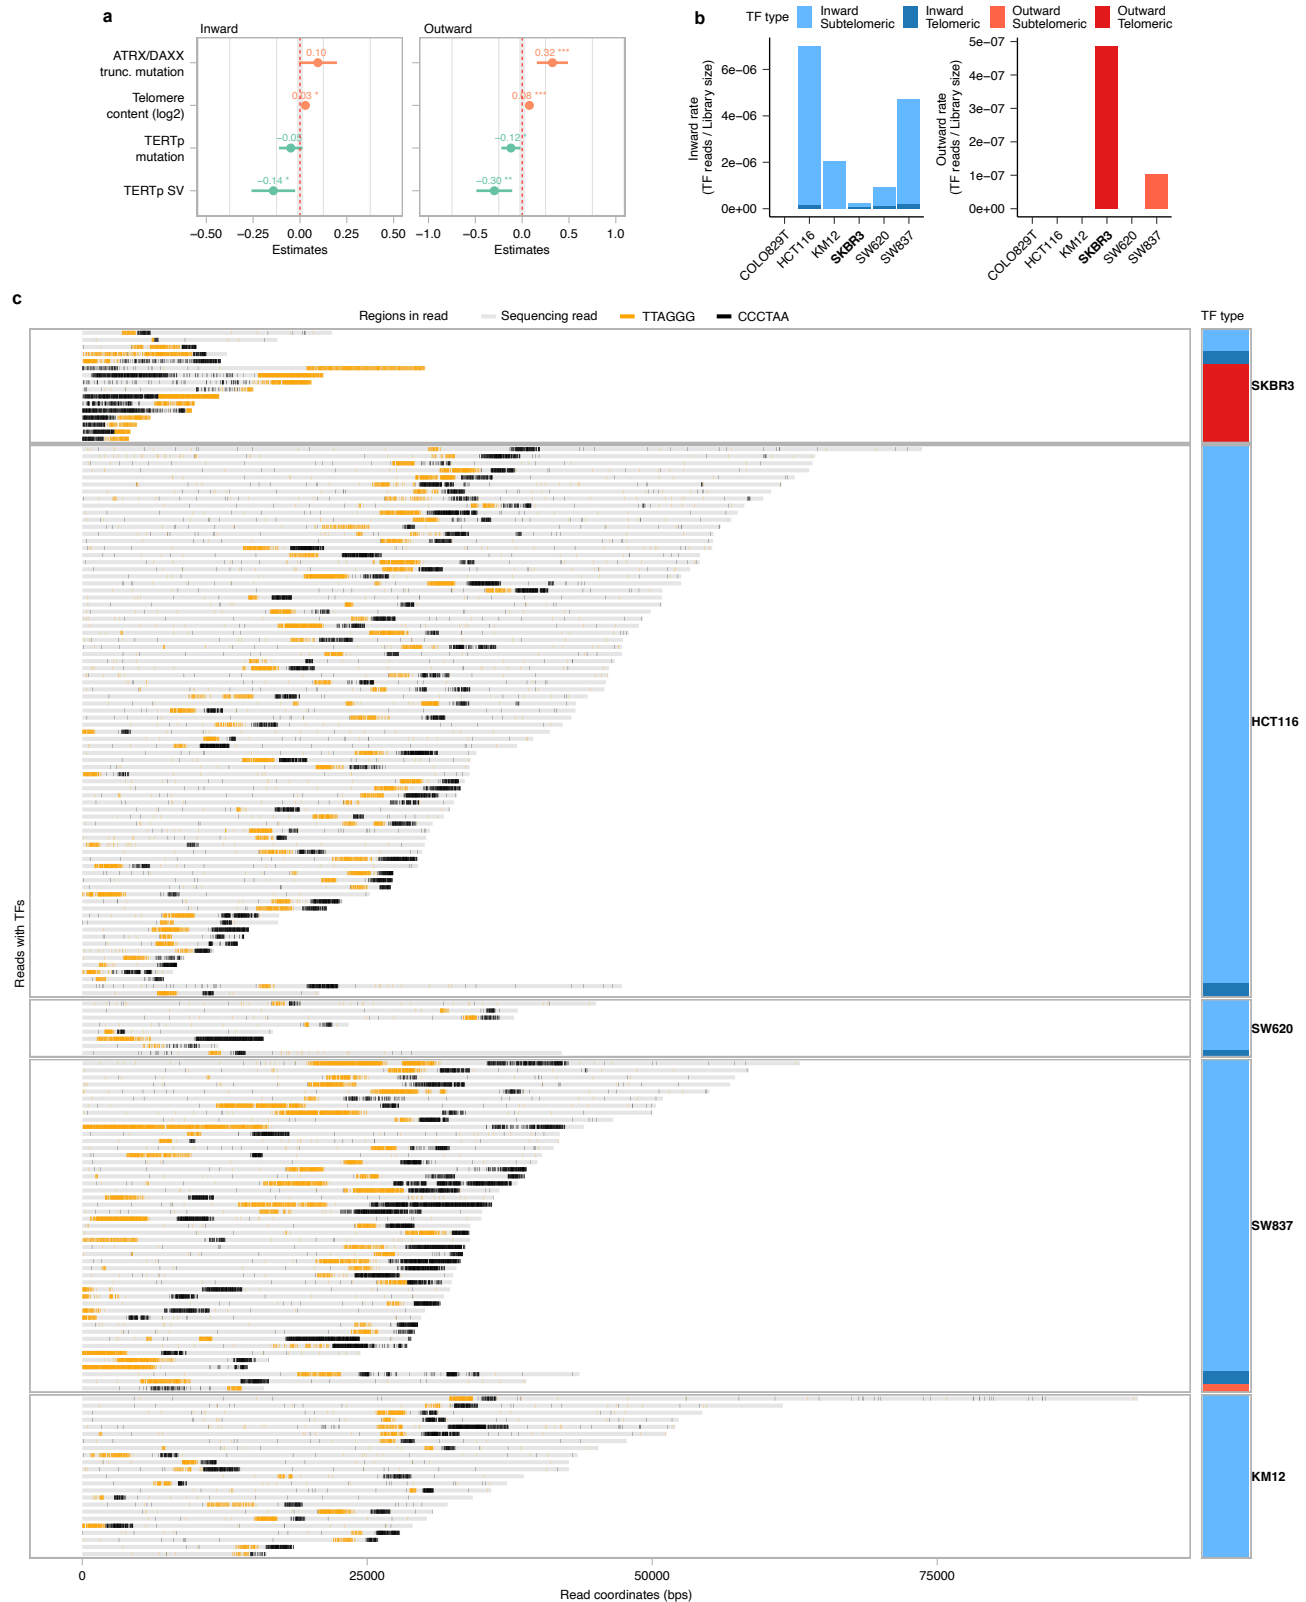 a
Inward
Outward
ATRX/DAXX
trunc. mutation
Telomere
content (log2)
TERTp
mutation
TERTp SV
0.10
0.03 *
−0.05
−0.14 *
0.32 ***
0.08 ***
−0.12 *
−0.30 **
−0.50
−0.25
0.00
0.25
0.50
Estimates
−1.0
−0.5
0.0
0.5
1.0
Estimates
b
TF type
Inward
Subtelomeric
Inward
Telomeric
Outward
Subtelomeric
Outward
Telomeric
Inward rate
(TF reads / Library size)
6e−06
4e−06
2e−06
0e+00
COLO829T
HCT116
KM12
SKBR3
SW620
SW837
Outward rate
(TF reads / Library size)
5e−07
4e−07
3e−07
2e−07
1e−07
0e+00
COLO829T
HCT116
KM12
SKBR3
SW620
SW837
c
Regions in read
Sequencing read
TTAGGG
CCCTAA
TF type
SKBR3
HCT116
SW620
SW837
KM12
Reads with TFs
0
25000
50000
75000
Read coordinates (bps)